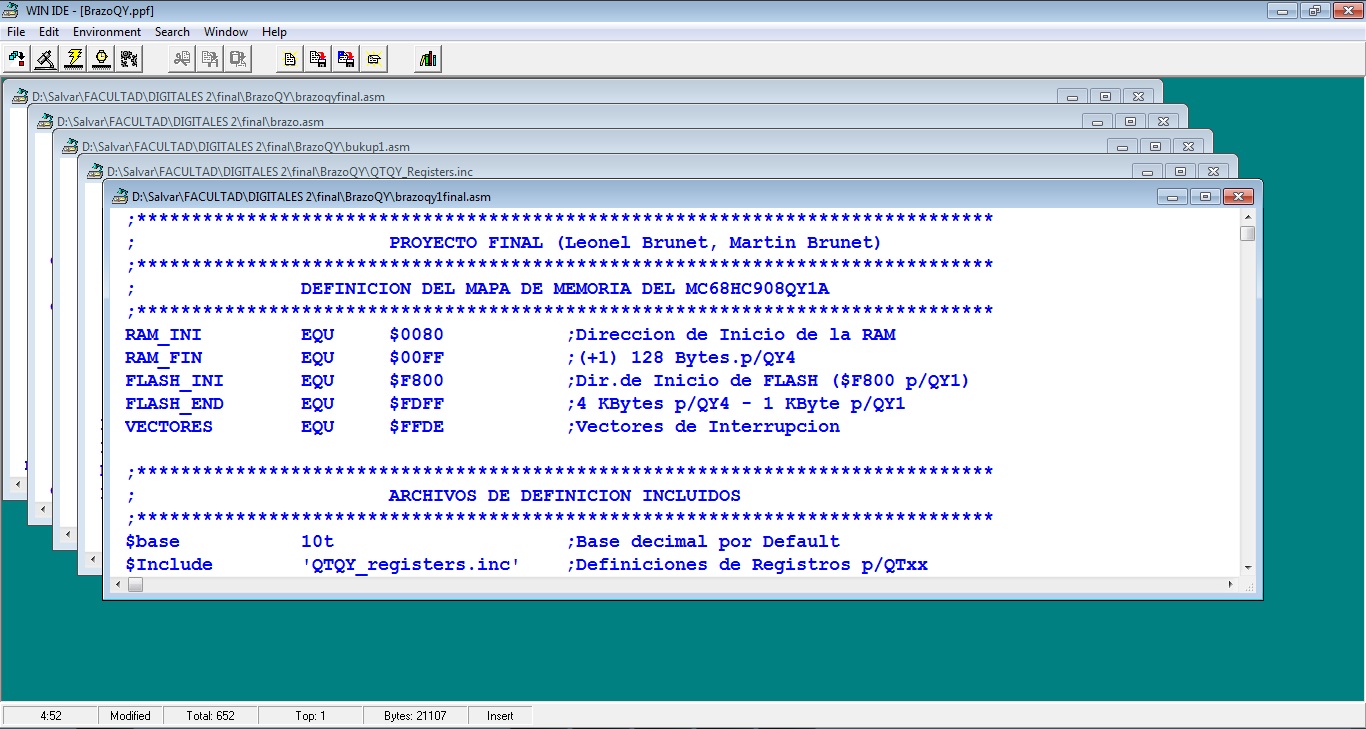 WIN IDE - [BrazoQY.ppf]
File Edit Environment Search Window Help
D:\Salvar\FACULTAD\DIGITALES 2\final\BrazoQY\brazoqyfinal.asm
D:\Salvar\FACULTAD\DIGITALES 2\final\brazo.asm
D:\Salvar\FACULTAD\DIGITALES 2\final\BrazoQY\bukup1.asm
D:\Salvar\FACULTAD\DIGITALES 2\final\BrazoQY\QTQY_Registers.inc
D:\Salvar\FACULTAD\DIGITALES 2\final\BrazoQY\brazoqy1final.asm
;******************************************************************************
; PROYECTO FINAL (Leonel Brunet, Martin Brunet)
;******************************************************************************
; DEFINICION DEL MAPA DE MEMORIA DEL MC68HC908QY1A
;******************************************************************************
RAM_INI EQU $0080 ;Direccion de Inicio de la RAM
RAM_FIN EQU $00FF ;(+1) 128 Bytes.p/QY4
FLASH_INI EQU $F800 ;Dir.de Inicio de FLASH ($F800 p/QY1)
FLASH_END EQU $FDFF ;4 KBytes p/QY4 - 1 KByte p/QY1
VECTORES EQU $FFDE ;Vectores de Interrupcion
;******************************************************************************
; ARCHIVOS DE DEFINICION INCLUIDOS
;******************************************************************************
$base 10t ;Base decimal por Default
$Include 'QTQY_registers.inc' ;Definiciones de Registros p/QTxx
4:52 Modified Total: 652 Top: 1 Bytes: 21107 Insert